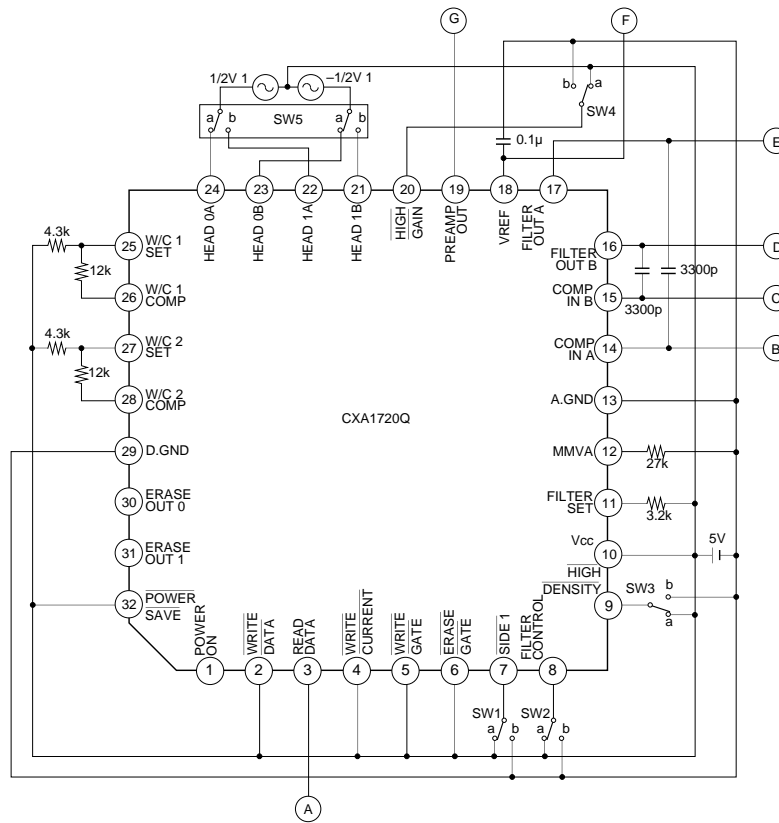 G
F
1/2V 1
–1/2V 1
b
a
SW4
a
b
SW5
a
b
0.1μ
E
24
23
22
21
20
19
18
17
HEAD 0A
HEAD 0B
HEAD 1A
HEAD 1B
HIGH
GAIN
PREAMP
OUT
VREF
FILTER
OUT A
4.3k
25
W/C 1
SET
12k
26
W/C 1
COMP
4.3k
27
W/C 2
SET
12k
28
W/C 2
COMP
29
D.GND
30
ERASE
OUT 0
31
ERASE
OUT 1
32
POWER
SAVE
CXA1720Q
FILTER
OUT B
16
D
3300p
COMP
IN B
15
3300p
C
COMP
IN A
14
B
A.GND
13
MMVA
12
27k
FILTER
SET
11
3.2k
Vcc
10
5V
HIGH
DENSITY
9
SW3
b
a
POWER
ON
WRITE
DATA
READ
DATA
WRITE
CURRENT
WRITE
GATE
ERASE
GATE
SIDE 1
FILTER
CONTROL
1
2
3
4
5
6
7
8
SW1
a
b
SW2
a
b
A